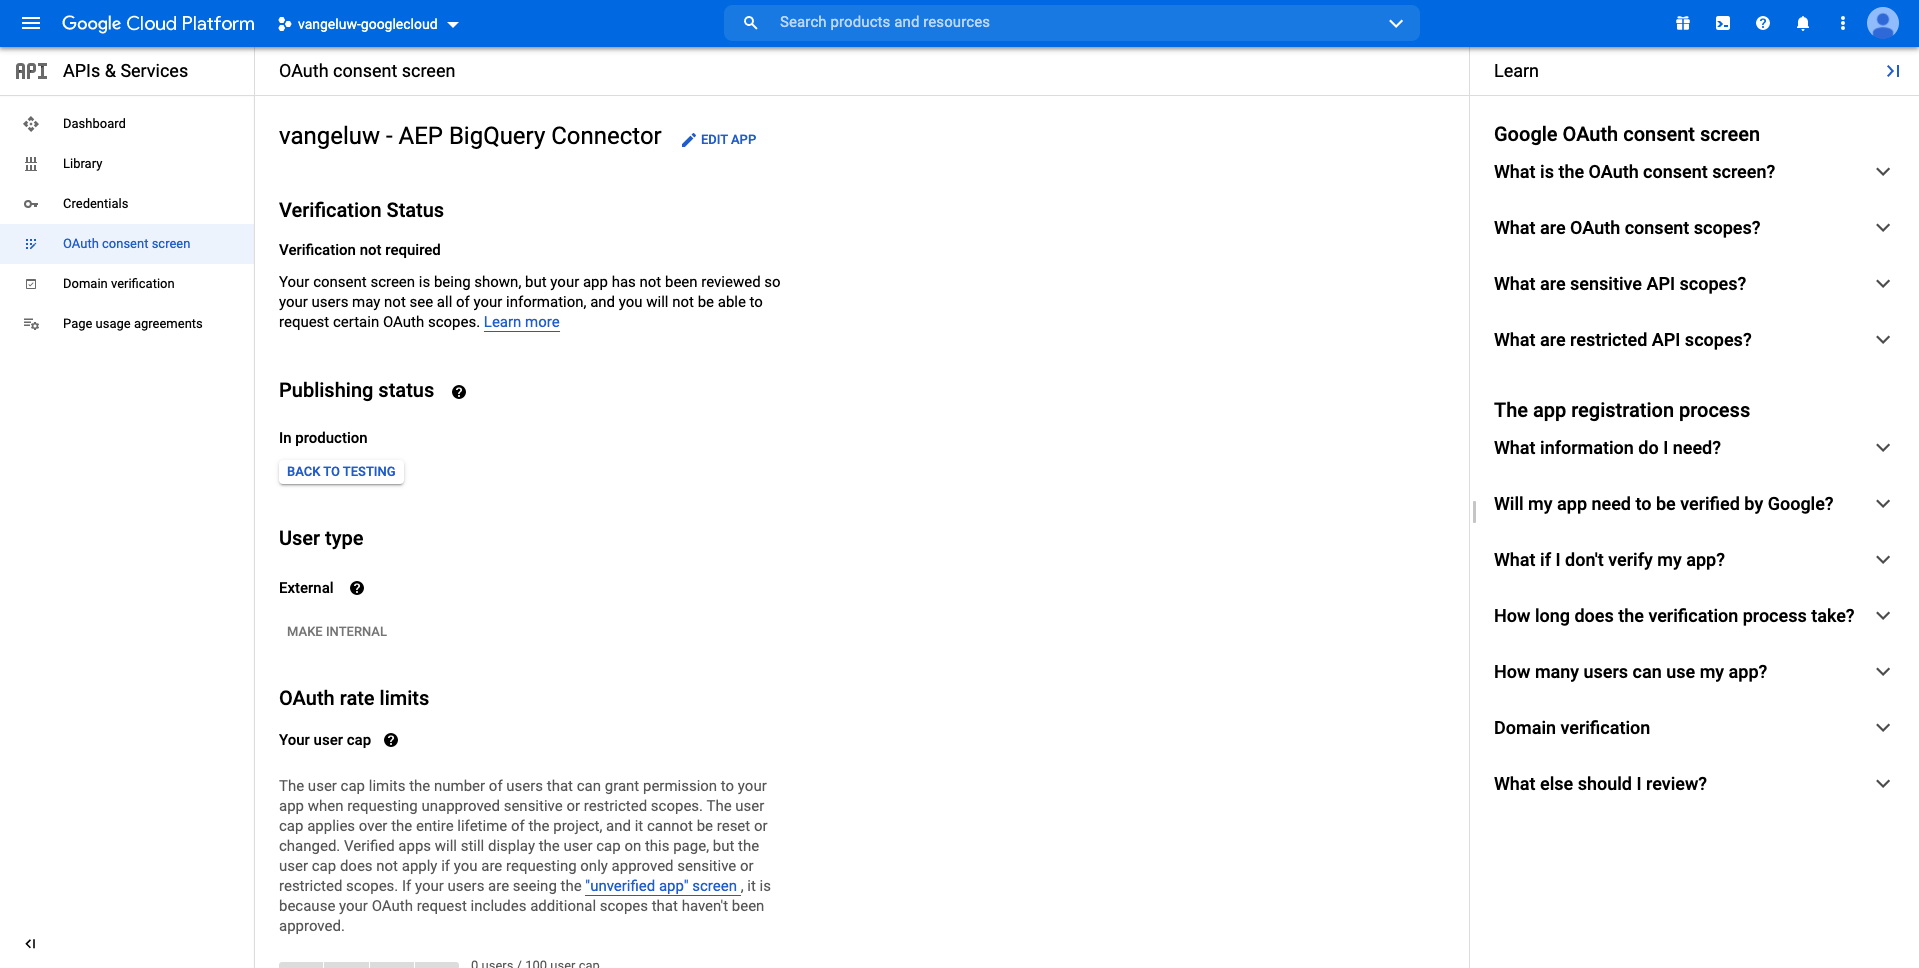 Google Cloud Platform
vangeluw-googlecloud
Search products and resources
API APIs & Services
Dashboard
Library
Credentials
OAuth consent screen
Domain verification
Page usage agreements
OAuth consent screen
vangeluw - AEP BigQuery Connector
EDIT APP
Verification Status
Verification not required
Your consent screen is being shown, but your app has not been reviewed so
your users may not see all of your information, and you will not be able to
request certain OAuth scopes. Learn more
Publishing status
In production
BACK TO TESTING
User type
External
MAKE INTERNAL
OAuth rate limits
Your user cap
The user cap limits the number of users that can grant permission to your
app when requesting unapproved sensitive or restricted scopes. The user
cap applies over the entire lifetime of the project, and it cannot be reset or
changed. Verified apps will still display the user cap on this page, but the
user cap does not apply if you are requesting only approved sensitive or
restricted scopes. If your users are seeing the "unverified app" screen , it is
because your OAuth request includes additional scopes that haven't been
approved.
0 users / 100 user cap
Learn
Google OAuth consent screen
What is the OAuth consent screen?
What are OAuth consent scopes?
What are sensitive API scopes?
What are restricted API scopes?
The app registration process
What information do I need?
Will my app need to be verified by Google?
What if I don't verify my app?
How long does the verification process take?
How many users can use my app?
Domain verification
What else should I review?